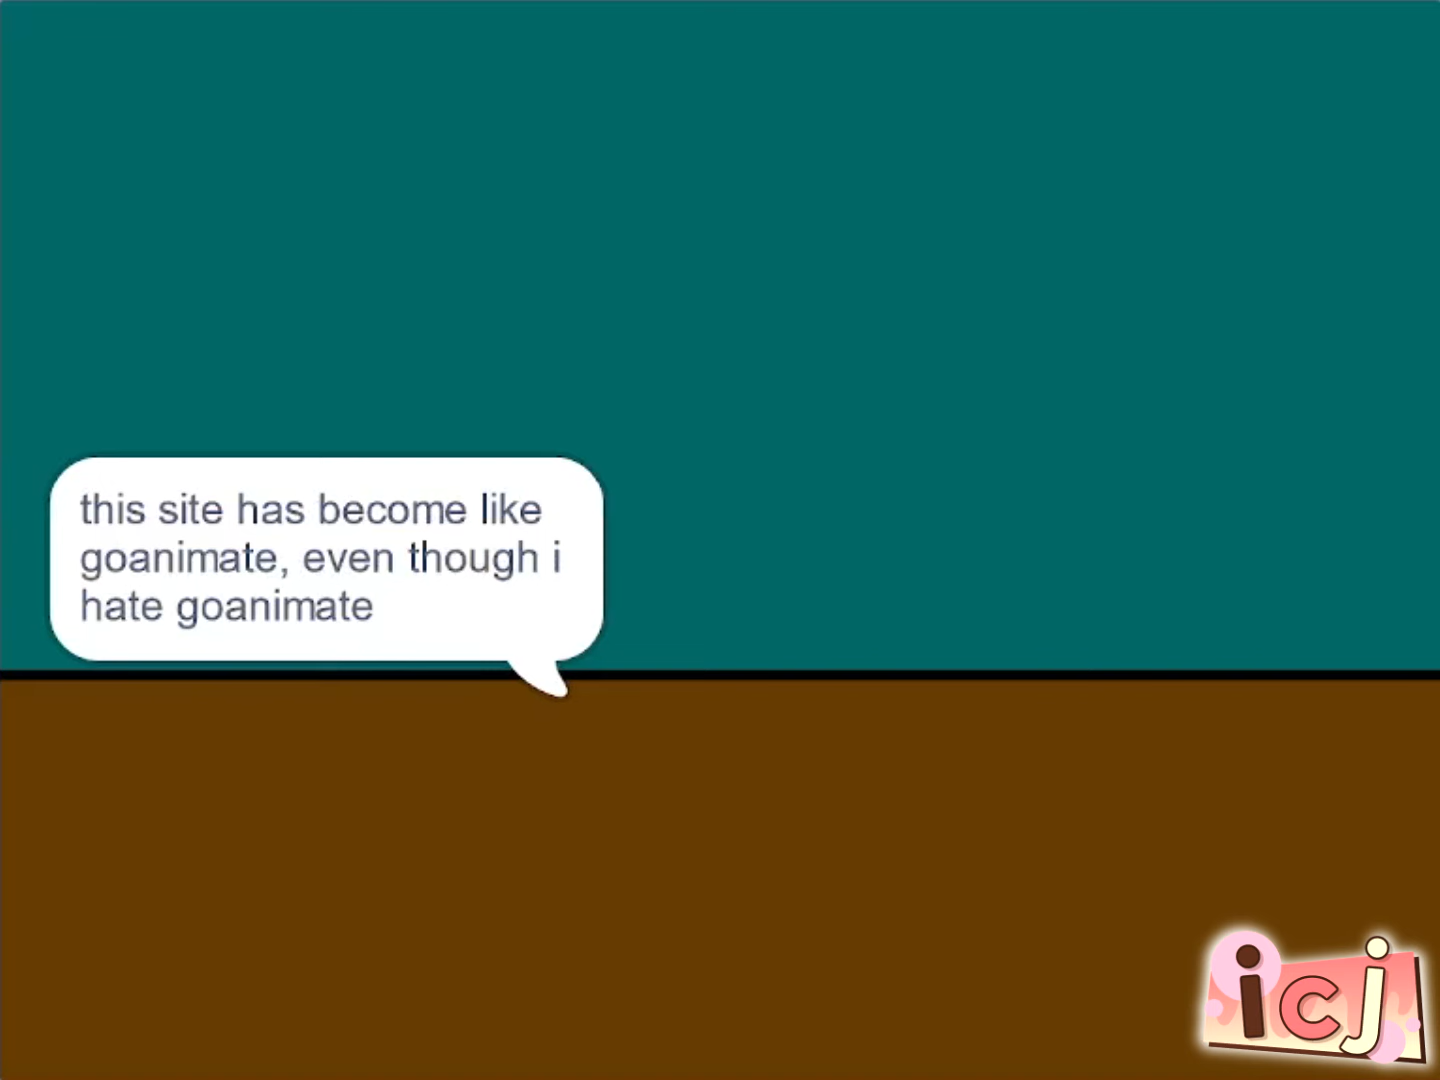 this site has become like
goanimate, even though i
hate goanimate
icj